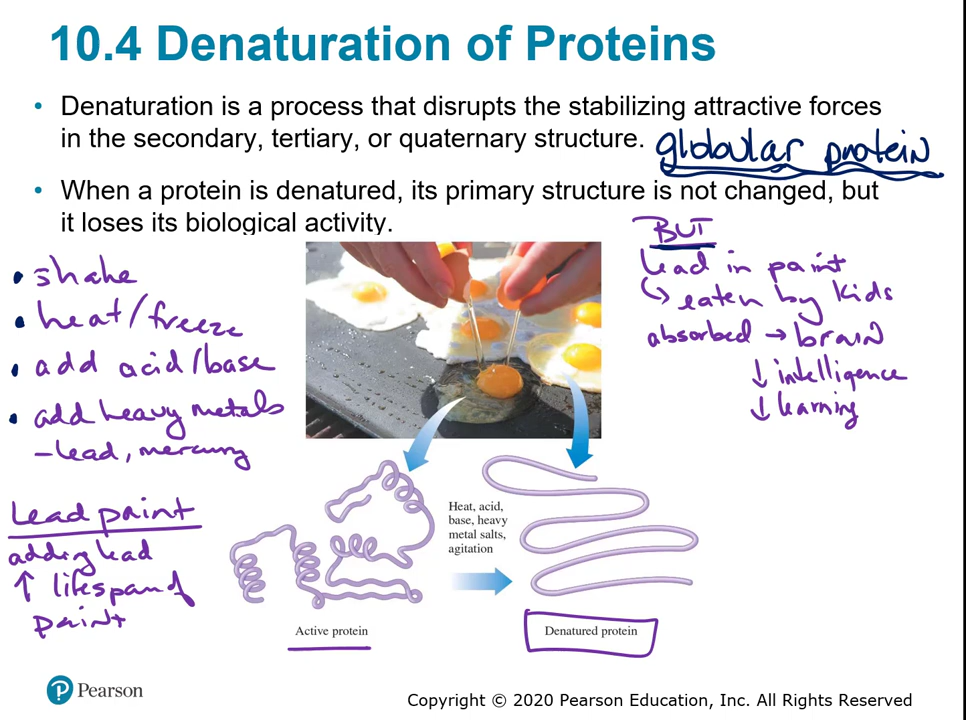 10.4 Denaturation of Proteins
• Denaturation is a process that disrupts the stabilizing attractive forces
in the secondary, tertiary, or quaternary structure.
globular protein
• When a protein is denatured, its primary structure is not changed, but
it loses its biological activity.
• shake
• heat/freeze
• add acid/base
• add heavy metals
- lead, mercury
Lead paint
adding lead
↑ lifespan of
paint
BUT
lead in paint
↳ eaten by kids
absorbed → brain
↓ intelligence
↓ learning
Heat, acid,
base, heavy
metal salts,
agitation
Active protein
Denatured protein
P Pearson
Copyright © 2020 Pearson Education, Inc. All Rights Reserved